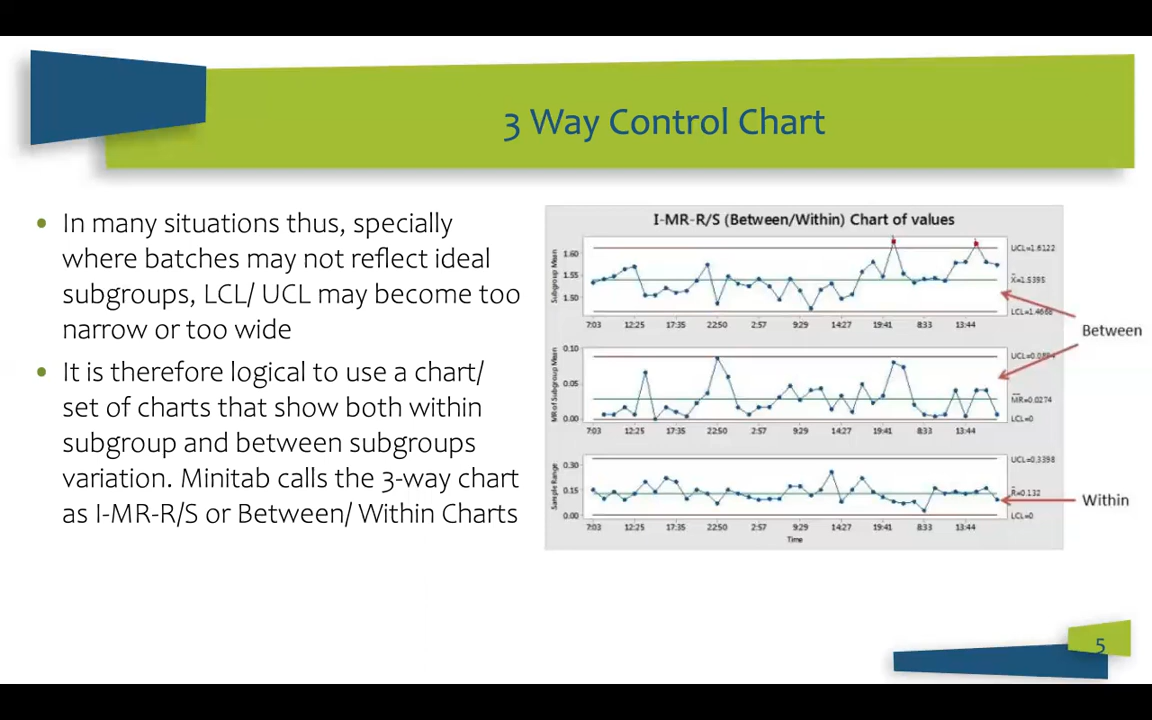 3 Way Control Chart
• In many situations thus, specially
where batches may not reflect ideal
subgroups, LCL/ UCL may become too
narrow or too wide
• It is therefore logical to use a chart/
set of charts that show both within
subgroup and between subgroups
variation. Minitab calls the 3-way chart
as I-MR-R/S or Between/ Within Charts
I-MR-R/S (Between/Within) Chart of values
Subgroup Mean
1.60
1.55
1.50
UCL=1.6122
X=1.5395
LCL=1.4668
7:03 12:25 17:35 22:50 2:57 9:29 14:27 19:41 8:33 13:44
Between
MR of Subgroup Mean
0.10
0.05
0.00
UCL=0.0894
MR=0.0274
LCL=0
7:03 12:25 17:35 22:50 2:57 9:29 14:27 19:41 8:33 13:44
Sample Range
0.30
0.15
0.00
UCL=0.3398
R=0.132
LCL=0
Within
7:03 12:25 17:35 22:50 2:57 9:29 14:27 19:41 8:33 13:44
Time
5